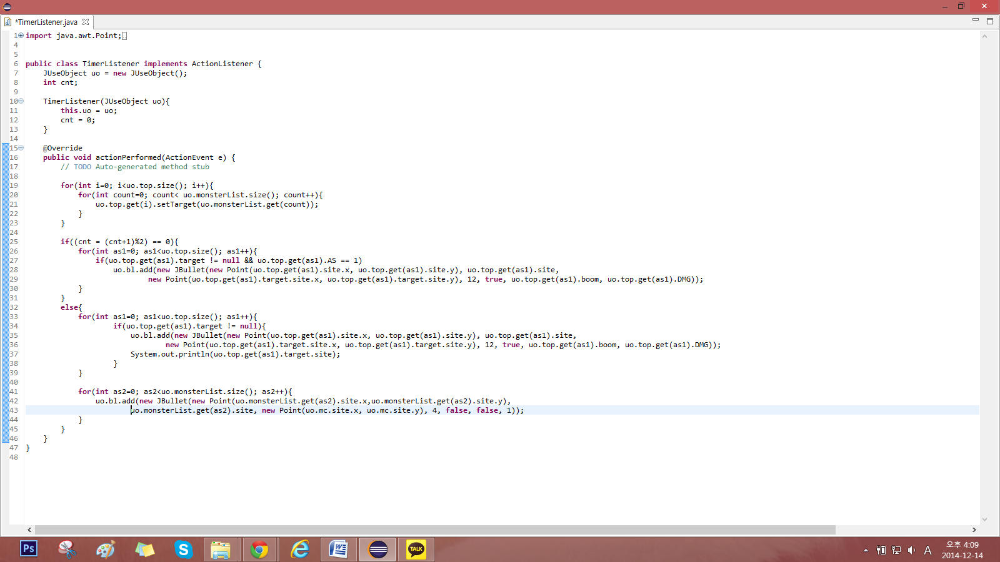 *TimerListener.java
1 import java.awt.Point;
4
5
6 public class TimerListener implements ActionListener {
7 JUseObject uo = new JUseObject();
8 int cnt;
9
10 TimerListener(JUseObject uo){
11 this.uo = uo;
12 cnt = 0;
13 }
14
15 @Override
16 public void actionPerformed(ActionEvent e) {
17 // TODO Auto-generated method stub
18
19 for(int i=0; i<uo.top.size(); i++){
20 for(int count=0; count< uo.monsterList.size(); count++){
21 uo.top.get(i).setTarget(uo.monsterList.get(count));
22 }
23 }
24
25 if((cnt = (cnt+1)%2) == 0){
26 for(int as1=0; as1<uo.top.size(); as1++){
27 if(uo.top.get(as1).target != null && uo.top.get(as1).AS == 1)
28 uo.bl.add(new JBullet(new Point(uo.top.get(as1).site.x, uo.top.get(as1).site.y), uo.top.get(as1).site,
29 new Point(uo.top.get(as1).target.site.x, uo.top.get(as1).target.site.y), 12, true, uo.top.get(as1).boom, uo.top.get(as1).DMG));
30 }
31 }
32 else{
33 for(int as1=0; as1<uo.top.size(); as1++){
34 if(uo.top.get(as1).target != null){
35 uo.bl.add(new JBullet(new Point(uo.top.get(as1).site.x, uo.top.get(as1).site.y), uo.top.get(as1).site,
36 new Point(uo.top.get(as1).target.site.x, uo.top.get(as1).target.site.y), 12, true, uo.top.get(as1).boom, uo.top.get(as1).DMG));
37 System.out.println(uo.top.get(as1).target.site);
38 }
39 }
40
41 for(int as2=0; as2<uo.monsterList.size(); as2++){
42 uo.bl.add(new JBullet(new Point(uo.monsterList.get(as2).site.x,uo.monsterList.get(as2).site.y),
43 uo.monsterList.get(as2).site, new Point(uo.mc.site.x, uo.mc.site.y), 4, false, false, 1));
44 }
45 }
46 }
47 }
48
Ps
TALK
A
오후 4:09
2014-12-14